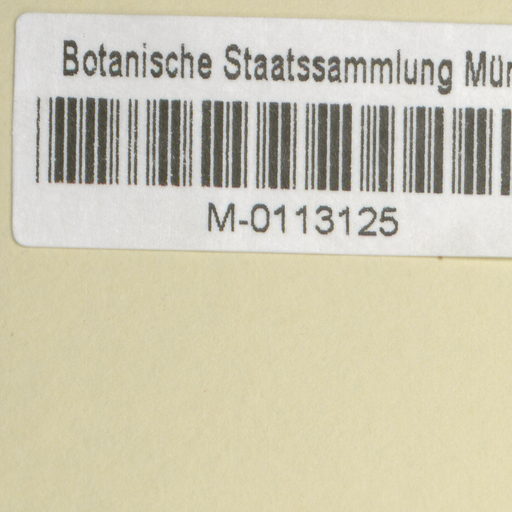 Botanische Staatssammlung Mün
M-0113125